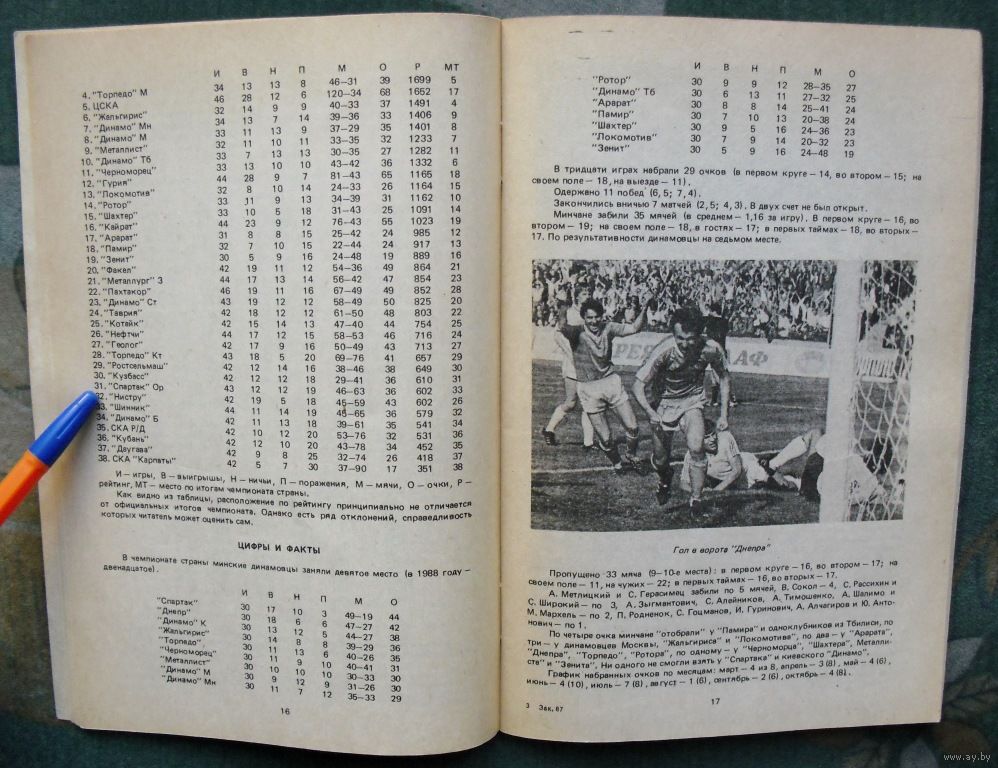 И В Н П М О Р МТ
4. "Торпедо" М 34 13 13 8 46—31 39 1699 5
5. ЦСКА 46 28 12 6 120—34 68 1652 17
6. "Жальгирис" 32 14 9 9 40—33 37 1491 4
7. "Динамо" Мн 34 13 7 14 39—36 33 1406 9
8. "Динамо" М 33 11 13 9 37—29 35 1401 8
9. "Металлист" 32 11 10 11 33—35 32 1233 7
10. "Динамо" Тб 33 7 13 13 30—35 27 1282 11
11. "Черноморец" 33 13 10 10 43—42 36 1332 6
12. "Гурия" 44 28 9 7 81—43 65 1165 18
13. "Локомотив" 32 8 10 14 24—33 26 1164 15
14. "Ротор" 33 11 9 13 34—39 31 1162 10
15. "Шахтер" 33 10 5 18 31—43 25 1091 14
16. "Кайрат" 44 23 9 12 76—43 55 1023 19
17. "Арарат" 31 8 8 15 25—42 24 985 12
18. "Памир" 32 7 10 15 22—44 24 917 13
19. "Зенит" 30 5 9 16 24—48 19 889 16
20. "Факел" 42 19 11 12 54—36 49 864 21
21. "Металлург" З 44 17 13 14 56—42 47 854 23
22. "Пахтакор" 46 19 11 16 67—49 49 852 28
23. "Динамо" Ст 43 19 12 12 58—49 50 825 20
24. "Таврия" 42 18 12 12 61—50 48 803 22
25. "Котайк" 42 15 14 13 47—40 44 754 25
26. "Нефтчи" 44 17 12 15 58—53 46 716 24
27. "Геолог" 42 17 9 16 50—49 43 713 27
28. "Торпедо" Кт 43 18 5 20 69—76 41 657 29
29. "Ростсельмаш" 42 12 14 16 38—46 38 649 30
30. "Кузбасс" 42 12 12 18 29—41 36 610 31
31. "Спартак" Ор 43 12 12 19 46—63 36 602 33
32. "Нистру" 42 19 5 18 45—59 43 602 26
33. "Шинник" 44 11 14 19 45—65 36 579 32
34. "Динамо" Б 42 11 13 18 39—61 35 541 34
35. СКА Р/Д 42 10 12 20 53—76 32 531 36
36. "Кубань" 42 12 10 20 43—78 34 452 35
37. "Даугава" 42 9 8 25 32—74 26 418 37
38. СКА "Карпаты" 42 5 7 30 37—90 17 351 38
И — игры, В — выигрыши, Н — ничьи, П — поражения, М — мячи, О — очки, Р —
рейтинг, МТ — место по итогам чемпионата страны.
Как видно из таблицы, расположение по рейтингу принципиально не отличается
от официальных итогов чемпионата. Однако есть ряд отклонений, справедливость
которых читатель может оценить сам.
ЦИФРЫ И ФАКТЫ
В чемпионате страны минские динамовцы заняли девятое место (в 1988 году —
двенадцатое).
И В Н П М О
"Спартак" 30 17 10 3 49—19 44
"Днепр" 30 18 6 6 47—27 42
"Динамо" К 30 13 12 5 44—27 38
"Жальгирис" 30 14 8 8 39—29 36
"Торпедо" 30 11 13 6 40—26 35
"Черноморец" 30 11 9 10 40—41 31
"Металлист" 30 10 10 10 30—33 30
"Динамо" М 30 9 12 9 31—26 30
"Динамо" Мн 30 11 7 12 35—33 29
16
И В Н П М О
"Ротор" 30 9 9 12 28—35 27
"Динамо" Тб 30 6 13 11 27—32 25
"Арарат" 30 8 8 14 25—41 24
"Памир" 30 7 10 13 20—38 24
"Шахтер" 30 9 5 16 24—36 23
"Локомотив" 30 7 9 14 20—32 23
"Зенит" 30 5 9 16 24—48 19
В тридцати играх набрали 29 очков (в первом круге — 14, во втором — 15; на
своем поле — 18, на выезде — 11).
Одержано 11 побед (6, 5; 7, 4).
Закончились вничью 7 матчей (2, 5; 4, 3). В двух счет не был открыт.
Минчане забили 35 мячей (в среднем — 1,16 за игру). В первом круге — 16, во
втором — 19; на своем поле — 18, в гостях — 17; в первых таймах — 18, во вторых —
17. По результативности динамовцы на седьмом месте.
Гол в ворота "Днепра"
Пропущено 33 мяча (9—10-е места): в первом круге — 16, во втором — 17; на
своем поле — 11, на чужих — 22; в первых таймах — 16, во вторых — 17.
А. Метлицкий и С. Герасимец забили по 5 мячей, В. Сокол — 4, С. Рассихин и
С. Широкий — по 3, А. Зыгмантович, С. Алейников, А. Тимошенко, А. Шалимо и
М. Мархель — по 2, П. Родненок, С. Гоцманов, И. Гуринович, А. Алчагиров и Ю. Анто-
нович — по 1.
По четыре очка минчане "отобрали" у "Памира" и одноклубников из Тбилиси, по
три — у динамовцев Москвы, "Жальгириса" и "Локомотива", по два — у "Арарата",
"Днепра", "Торпедо", "Ротора", по одному — у "Черноморца", "Шахтера", "Металли-
ста" и "Зенита". Ни одного не смогли взять у "Спартака" и киевского "Динамо".
График набранных очков по месяцам: март — 4 из 8, апрель — 3 (8), май — 4 (6),
июнь — 4 (10), июль — 7 (8), август — 1 (6), сентябрь — 2 (6), октябрь — 4 (8).
3 Зак. 87
17
www.ay.by